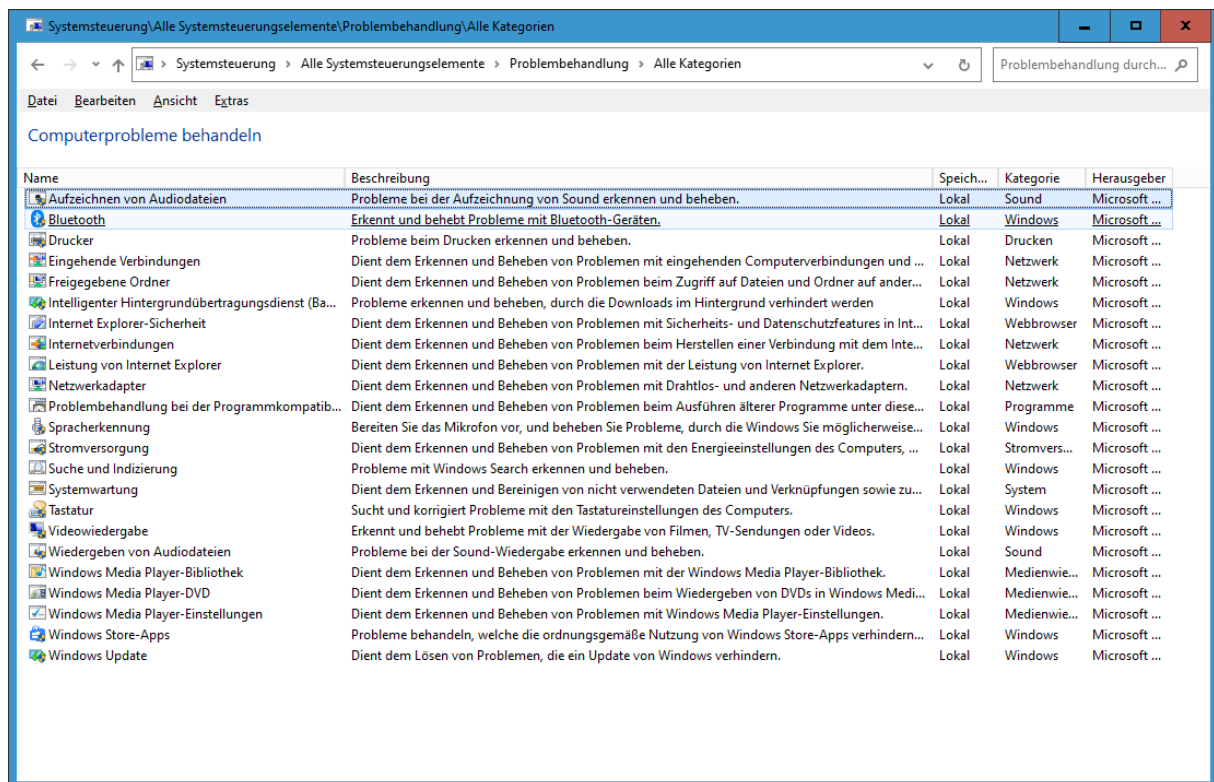 Systemsteuerung\Alle Systemsteuerungselemente\Problembehandlung\Alle Kategorien
Systemsteuerung › Alle Systemsteuerungselemente › Problembehandlung › Alle Kategorien Problembehandlung durch...
Datei Bearbeiten Ansicht Extras
Computerprobleme behandeln
Name Beschreibung Speich... Kategorie Herausgeber
Aufzeichnen von Audiodateien Probleme bei der Aufzeichnung von Sound erkennen und beheben. Lokal Sound Microsoft ...
Bluetooth Erkennt und behebt Probleme mit Bluetooth-Geräten. Lokal Windows Microsoft ...
Drucker Probleme beim Drucken erkennen und beheben. Lokal Drucken Microsoft ...
Eingehende Verbindungen Dient dem Erkennen und Beheben von Problemen mit eingehenden Computerverbindungen und ... Lokal Netzwerk Microsoft ...
Freigegebene Ordner Dient dem Erkennen und Beheben von Problemen beim Zugriff auf Dateien und Ordner auf ander... Lokal Netzwerk Microsoft ...
Intelligenter Hintergrundübertragungsdienst (Ba... Probleme erkennen und beheben, durch die Downloads im Hintergrund verhindert werden Lokal Windows Microsoft ...
Internet Explorer-Sicherheit Dient dem Erkennen und Beheben von Problemen mit Sicherheits- und Datenschutzfeatures in Int... Lokal Webbrowser Microsoft ...
Internetverbindungen Dient dem Erkennen und Beheben von Problemen beim Herstellen einer Verbindung mit dem Inte... Lokal Netzwerk Microsoft ...
Leistung von Internet Explorer Dient dem Erkennen und Beheben von Problemen mit der Leistung von Internet Explorer. Lokal Webbrowser Microsoft ...
Netzwerkadapter Dient dem Erkennen und Beheben von Problemen mit Drahtlos- und anderen Netzwerkadaptern. Lokal Netzwerk Microsoft ...
Problembehandlung bei der Programmkompatib... Dient dem Erkennen und Beheben von Problemen beim Ausführen älterer Programme unter diese... Lokal Programme Microsoft ...
Spracherkennung Bereiten Sie das Mikrofon vor, und beheben Sie Probleme, durch die Windows Sie möglicherweise... Lokal Windows Microsoft ...
Stromversorgung Dient dem Erkennen und Beheben von Problemen mit den Energieeinstellungen des Computers, ... Lokal Stromvers... Microsoft ...
Suche und Indizierung Probleme mit Windows Search erkennen und beheben. Lokal Windows Microsoft ...
Systemwartung Dient dem Erkennen und Bereinigen von nicht verwendeten Dateien und Verknüpfungen sowie zu... Lokal System Microsoft ...
Tastatur Sucht und korrigiert Probleme mit den Tastatureinstellungen des Computers. Lokal Windows Microsoft ...
Videowiedergabe Erkennt und behebt Probleme mit der Wiedergabe von Filmen, TV-Sendungen oder Videos. Lokal Windows Microsoft ...
Wiedergeben von Audiodateien Probleme bei der Sound-Wiedergabe erkennen und beheben. Lokal Sound Microsoft ...
Windows Media Player-Bibliothek Dient dem Erkennen und Beheben von Problemen mit der Windows Media Player-Bibliothek. Lokal Medienwie... Microsoft ...
Windows Media Player-DVD Dient dem Erkennen und Beheben von Problemen beim Wiedergeben von DVDs in Windows Medi... Lokal Medienwie... Microsoft ...
Windows Media Player-Einstellungen Dient dem Erkennen und Beheben von Problemen mit Windows Media Player-Einstellungen. Lokal Medienwie... Microsoft ...
Windows Store-Apps Probleme behandeln, welche die ordnungsgemäße Nutzung von Windows Store-Apps verhindern... Lokal Windows Microsoft ...
Windows Update Dient dem Lösen von Problemen, die ein Update von Windows verhindern. Lokal Windows Microsoft ...